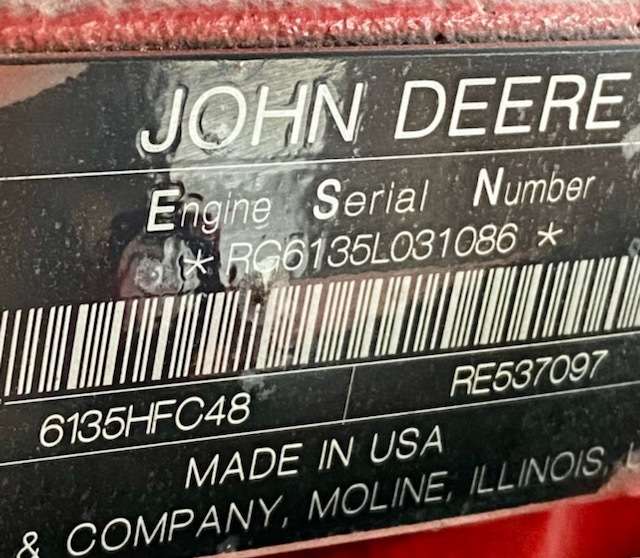 JOHN DEERE
Engine Serial Number
* RG6135L031086 *
6135HFC48 RE537097
MADE IN USA
& COMPANY, MOLINE, ILLINOIS,